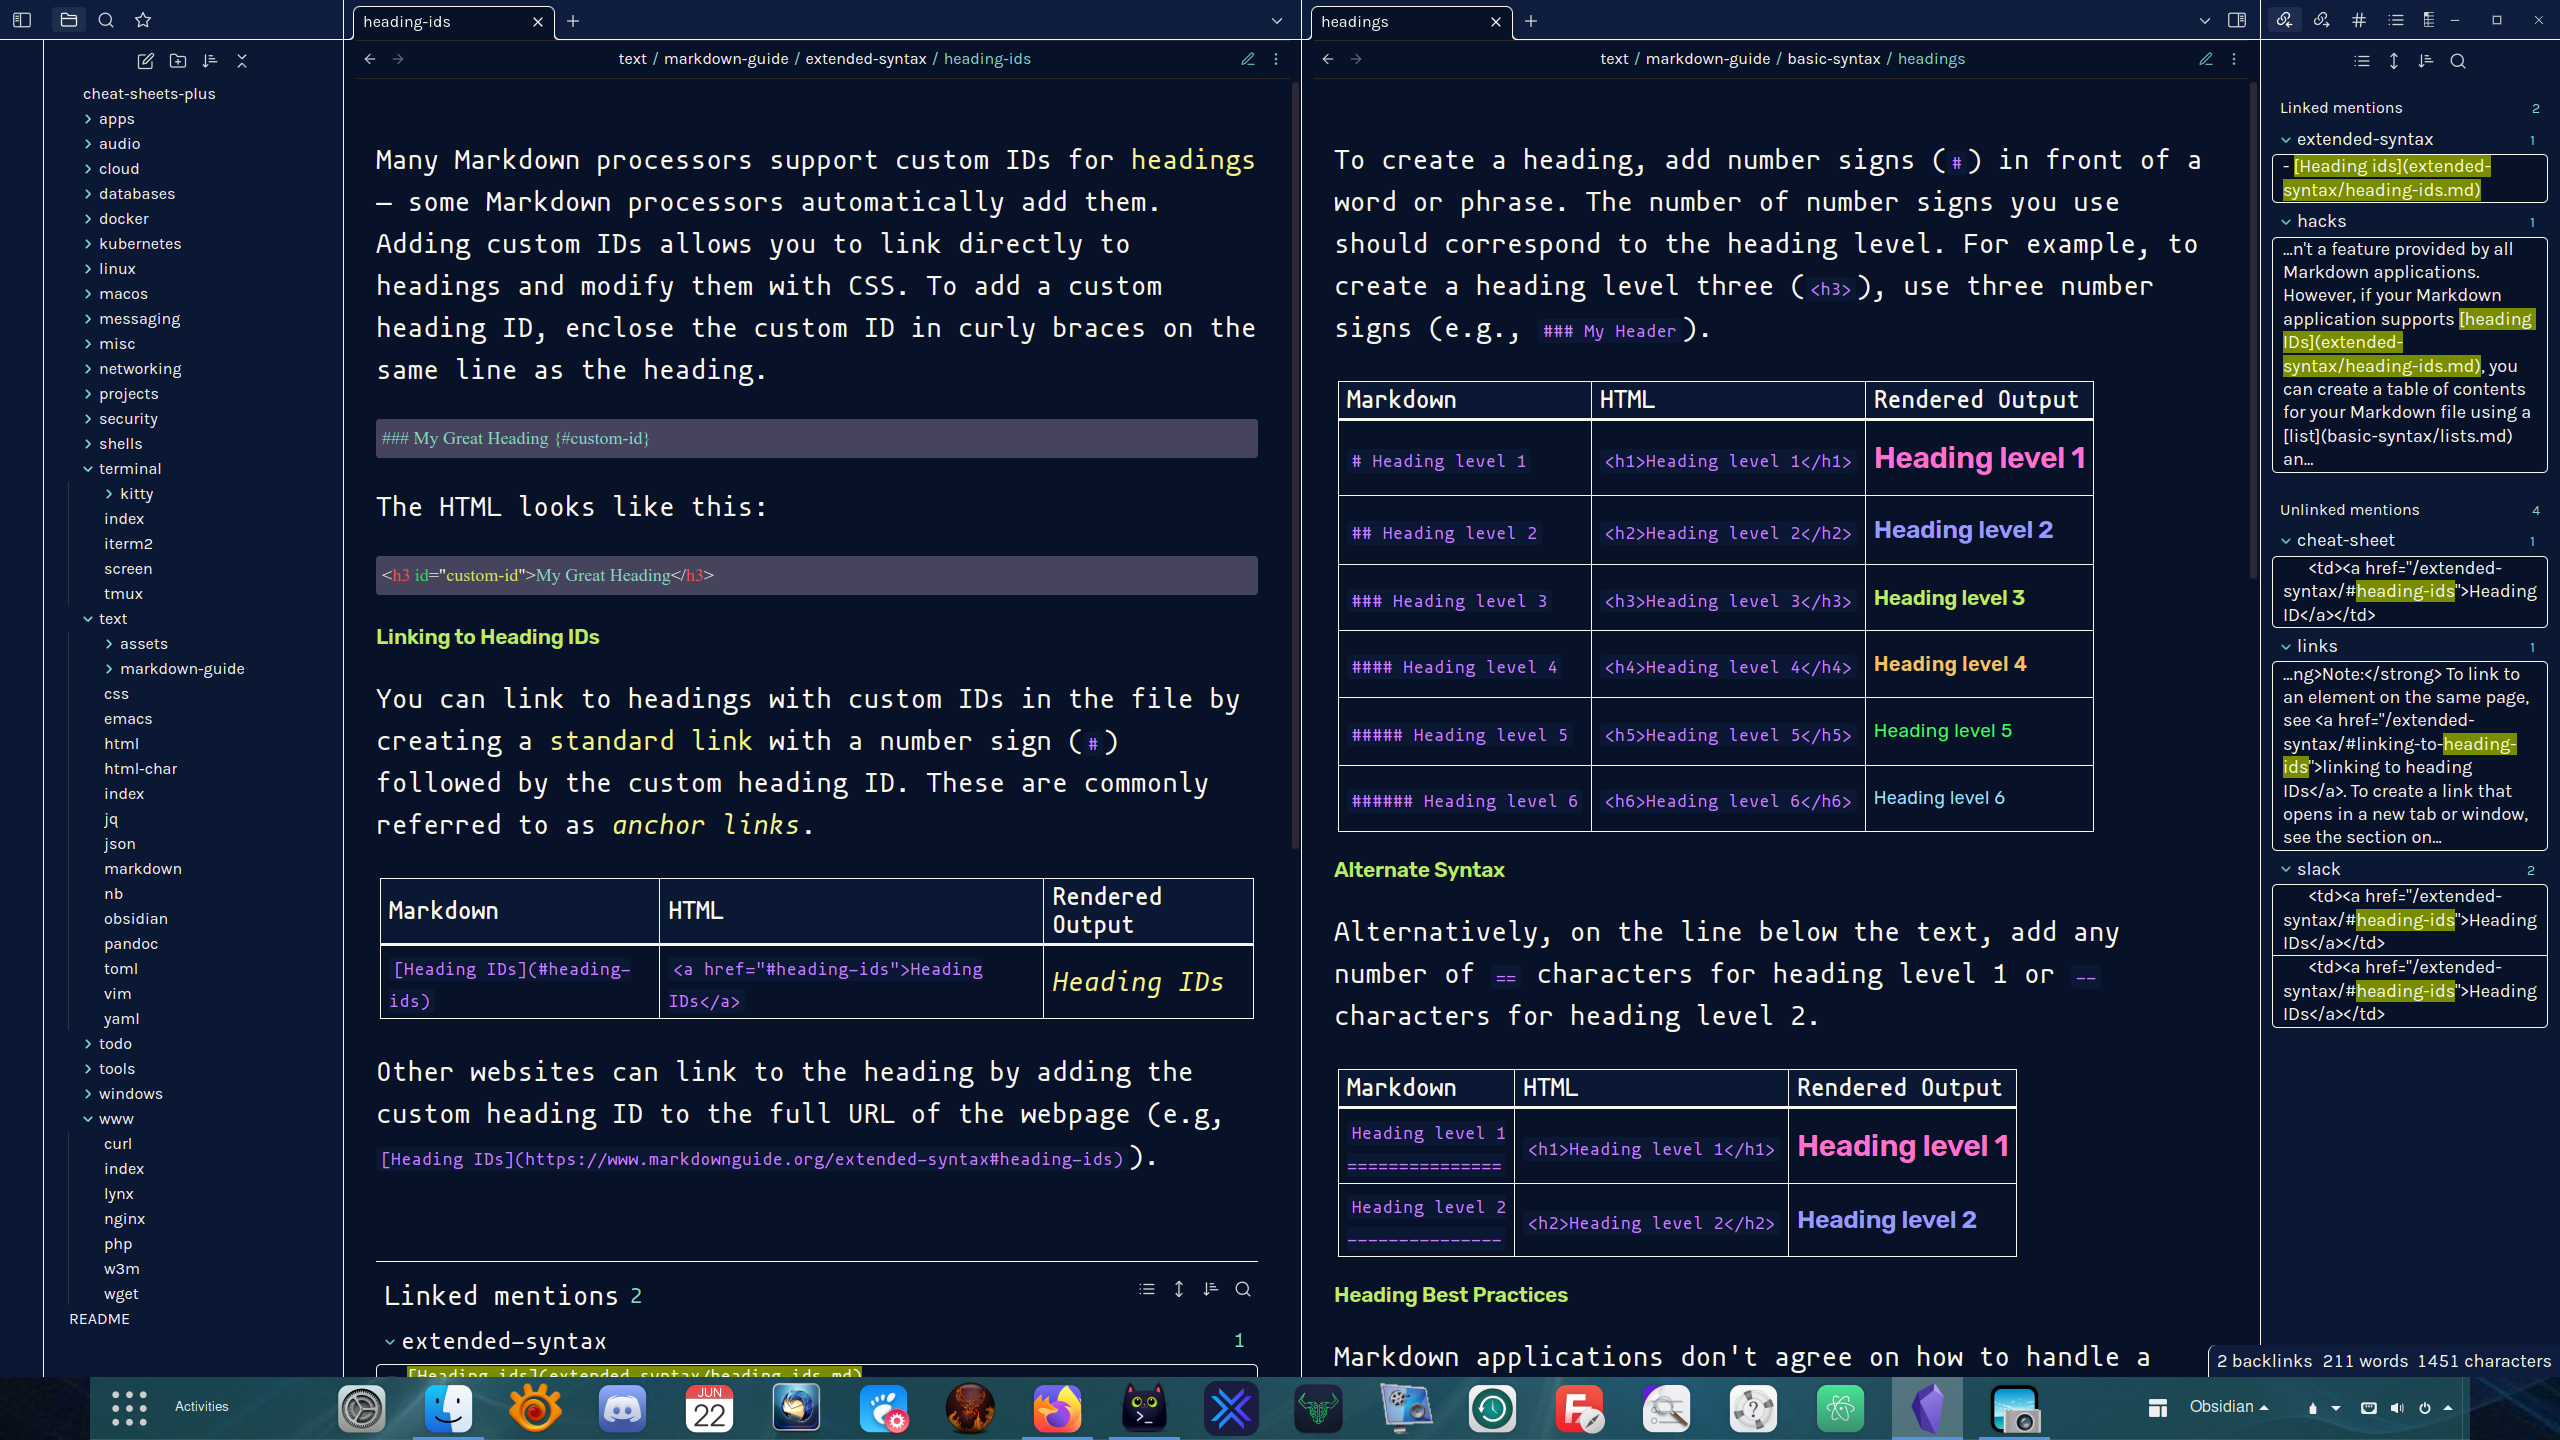 cheat-sheets-plus
apps
audio
cloud
databases
docker
kubernetes
linux
macos
messaging
misc
networking
projects
security
shells
terminal
kitty
index
iterm2
screen
tmux
text
assets
markdown-guide
css
emacs
html
html-char
index
jq
json
markdown
nb
obsidian
pandoc
toml
vim
yaml
todo
tools
windows
www
curl
index
lynx
nginx
php
w3m
wget
README
heading-ids
text / markdown-guide / extended-syntax / heading-ids
Many Markdown processors support custom IDs for headings
— some Markdown processors automatically add them.
Adding custom IDs allows you to link directly to
headings and modify them with CSS. To add a custom
heading ID, enclose the custom ID in curly braces on the
same line as the heading.
### My Great Heading {#custom-id}
The HTML looks like this:
<h3 id="custom-id">My Great Heading</h3>
Linking to Heading IDs
You can link to headings with custom IDs in the file by
creating a standard link with a number sign (#)
followed by the custom heading ID. These are commonly
referred to as anchor links.
Markdown HTML Rendered
Output
[Heading IDs](#heading- <a href="#heading-ids">Heading Heading IDs
ids) IDs</a>
Other websites can link to the heading by adding the
custom heading ID to the full URL of the webpage (e.g,
[Heading IDs](https://www.markdownguide.org/extended-syntax#heading-ids)).
Linked mentions 2
extended-syntax 1
[Heading ids](extended-syntax/heading-ids.md)
headings
text / markdown-guide / basic-syntax / headings
To create a heading, add number signs (#) in front of a
word or phrase. The number of number signs you use
should correspond to the heading level. For example, to
create a heading level three (<h3>), use three number
signs (e.g., ### My Header).
Markdown HTML Rendered Output
# Heading level 1 <h1>Heading level 1</h1> Heading level 1
## Heading level 2 <h2>Heading level 2</h2> Heading level 2
### Heading level 3 <h3>Heading level 3</h3> Heading level 3
#### Heading level 4 <h4>Heading level 4</h4> Heading level 4
##### Heading level 5 <h5>Heading level 5</h5> Heading level 5
###### Heading level 6 <h6>Heading level 6</h6> Heading level 6
Alternate Syntax
Alternatively, on the line below the text, add any
number of == characters for heading level 1 or --
characters for heading level 2.
Markdown HTML Rendered Output
Heading level 1
=============== <h1>Heading level 1</h1> Heading level 1
Heading level 2
--------------- <h2>Heading level 2</h2> Heading level 2
Heading Best Practices
Markdown applications don't agree on how to handle a
Linked mentions 2
extended-syntax 1
- [Heading ids](extended-
syntax/heading-ids.md)
hacks 1
...n't a feature provided by all
Markdown applications.
However, if your Markdown
application supports [heading
IDs](extended-
syntax/heading-ids.md), you
can create a table of contents
for your Markdown file using a
[list](basic-syntax/lists.md)
an...
Unlinked mentions 4
cheat-sheet 1
<td><a href="/extended-
syntax/#heading-ids">Heading
ID</a></td>
links 1
...ng>Note:</strong> To link to
an element on the same page,
see <a href="/extended-
syntax/#linking-to-heading-
ids">linking to heading
IDs</a>. To create a link that
opens in a new tab or window,
see the section on...
slack 2
<td><a href="/extended-
syntax/#heading-ids">Heading
IDs</a></td>
<td><a href="/extended-
syntax/#heading-ids">Heading
IDs</a></td>
2 backlinks 211 words 1451 characters
Activities
JUN
22
Obsidian